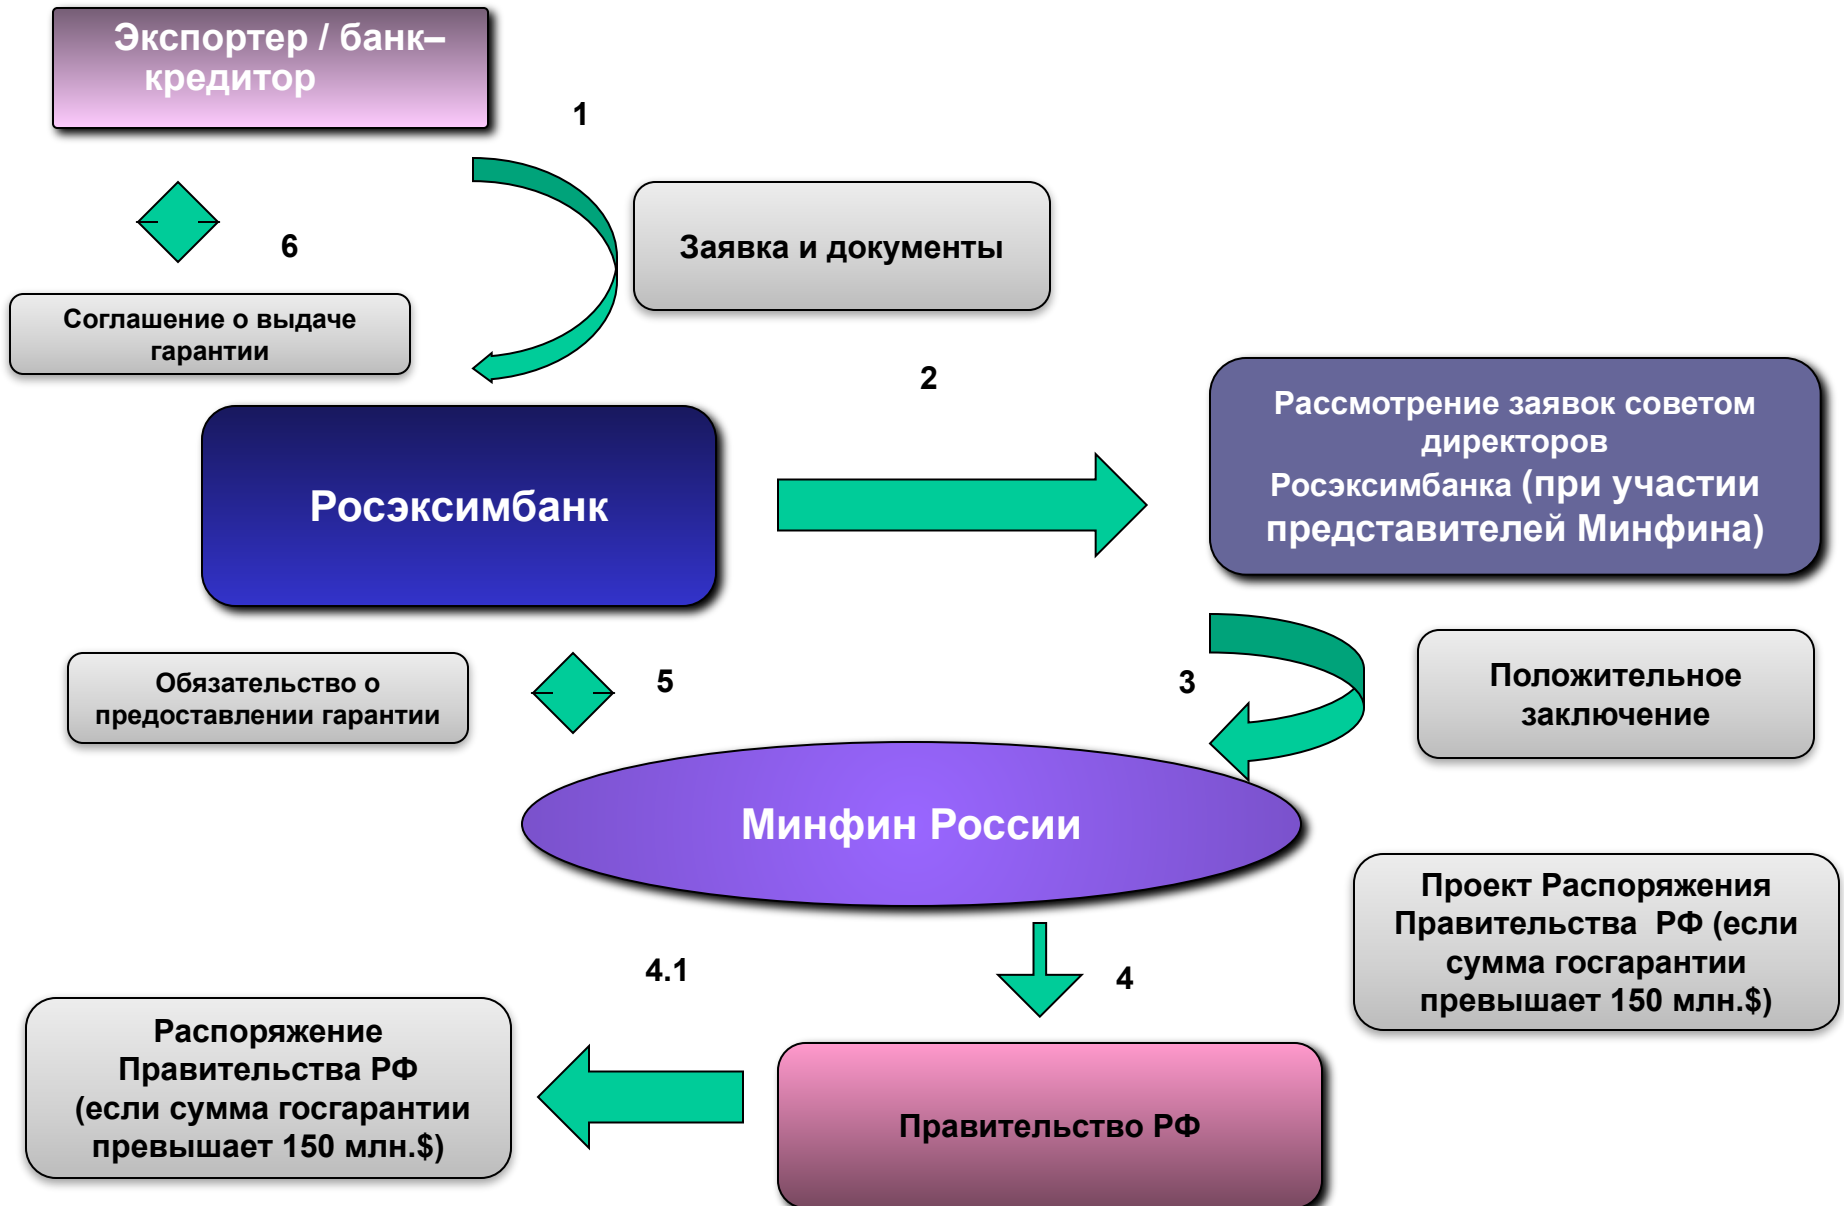 Экспортер / банк–
кредитор
1
6
Заявка и документы
Соглашение о выдаче
гарантии
2
Росэксимбанк
Рассмотрение заявок советом
директоров
Росэксимбанка (при участии
представителей Минфина)
Обязательство о
предоставлении гарантии
5
3
Положительное
заключение
Минфин России
Проект Распоряжения
Правительства РФ (если
сумма госгарантии
превышает 150 млн.$)
4.1
4
Распоряжение
Правительства РФ
(если сумма госгарантии
превышает 150 млн.$)
Правительство РФ